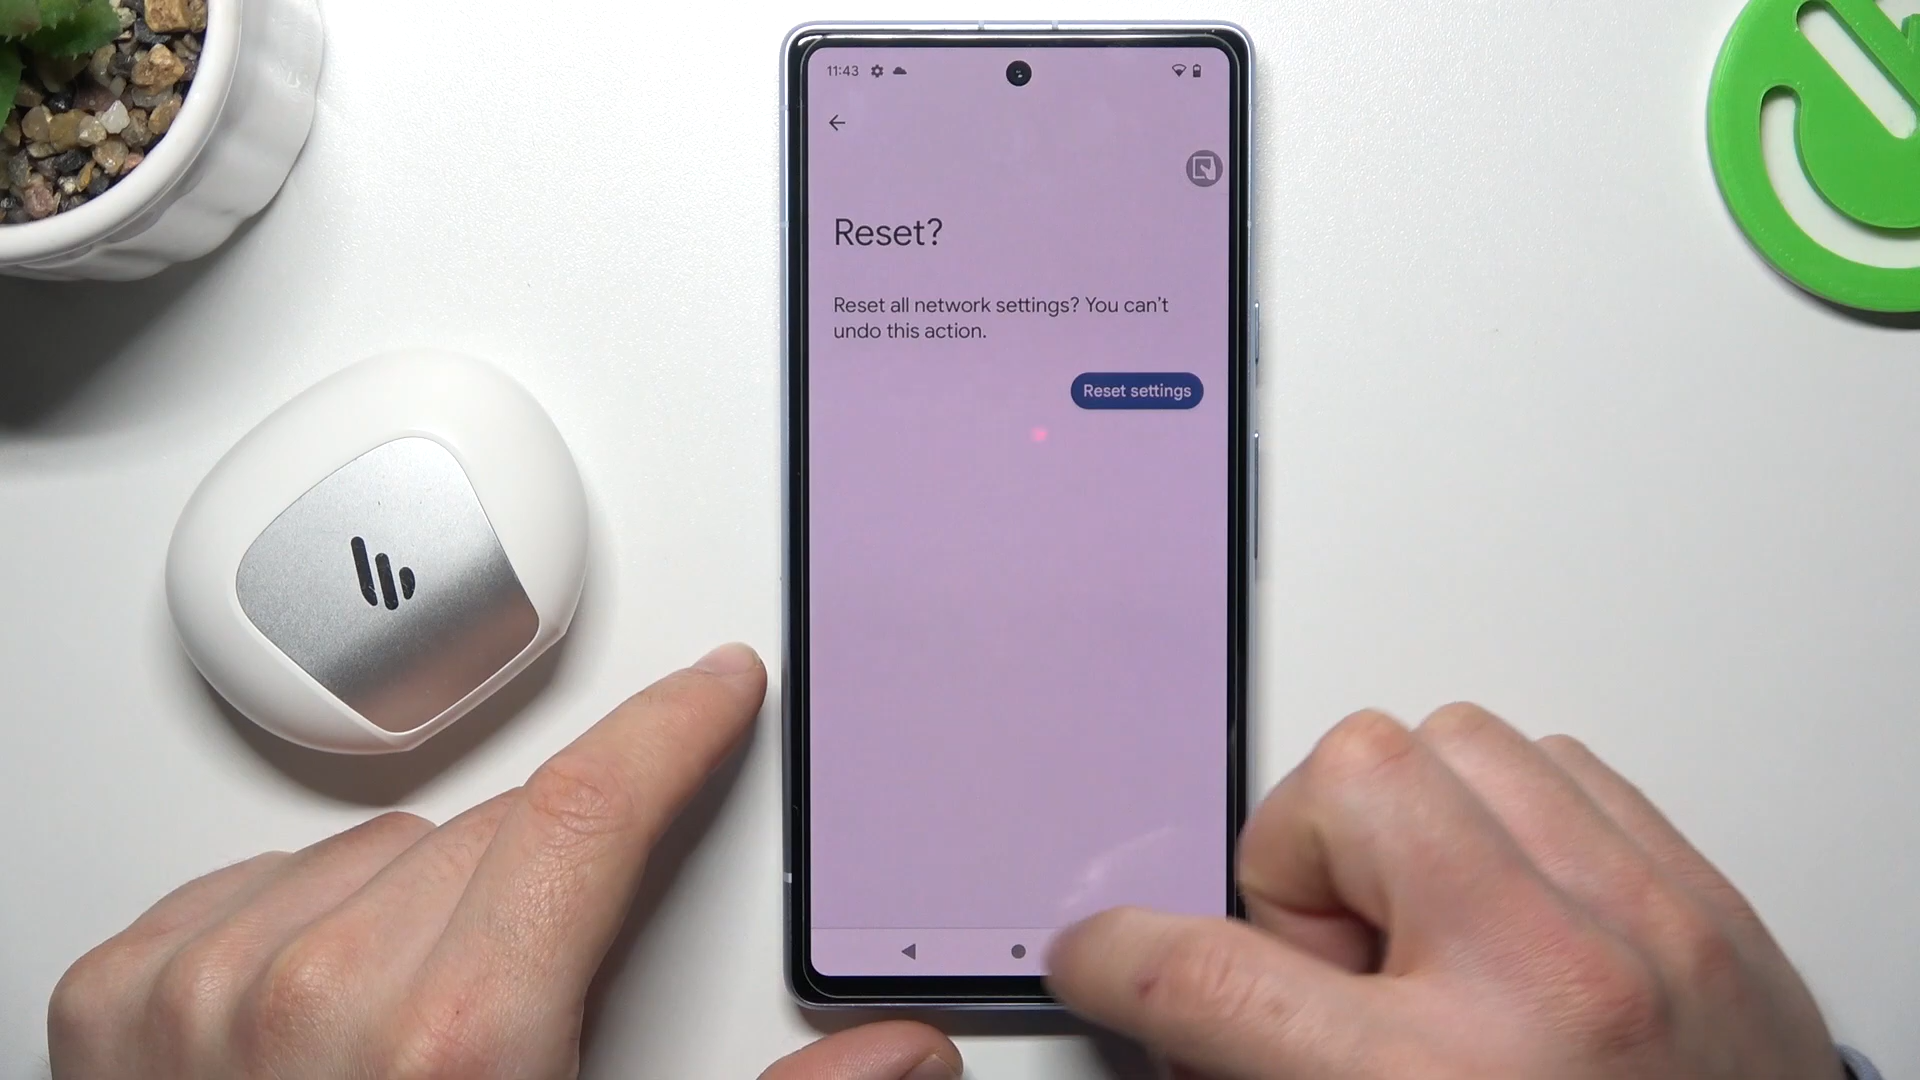 11:43
Reset?
Reset all network settings? You can't
undo this action.
Reset settings